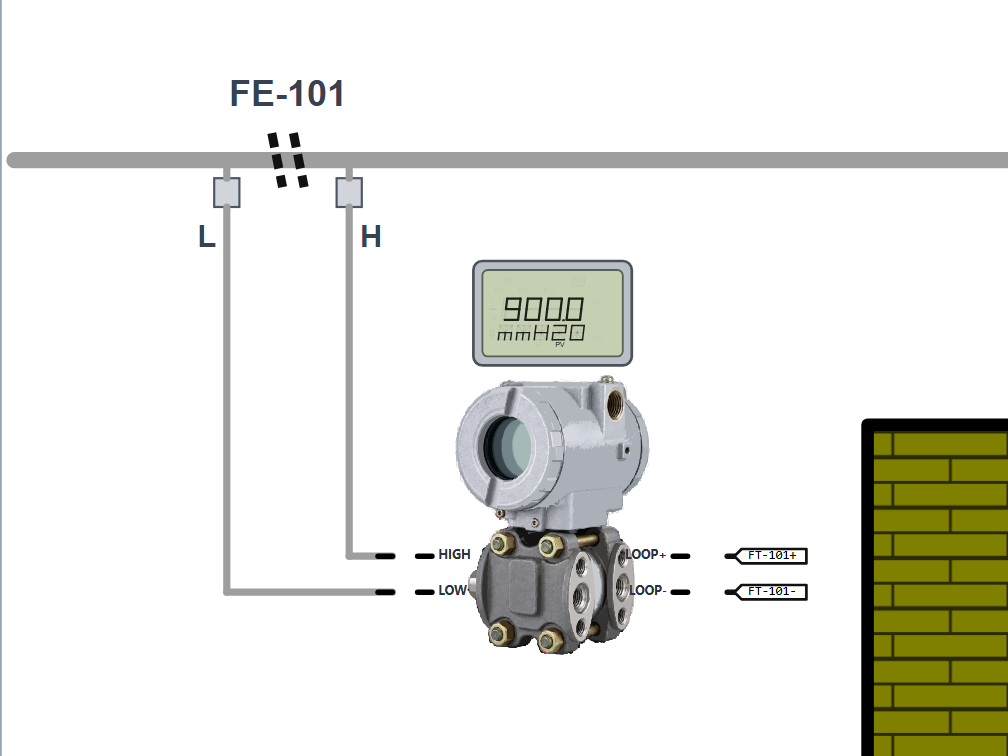 FE-101
L
H
900.0
mmH2O
PV
HIGH
LOOP+
FT-101+
LOW
LOOP-
FT-101-